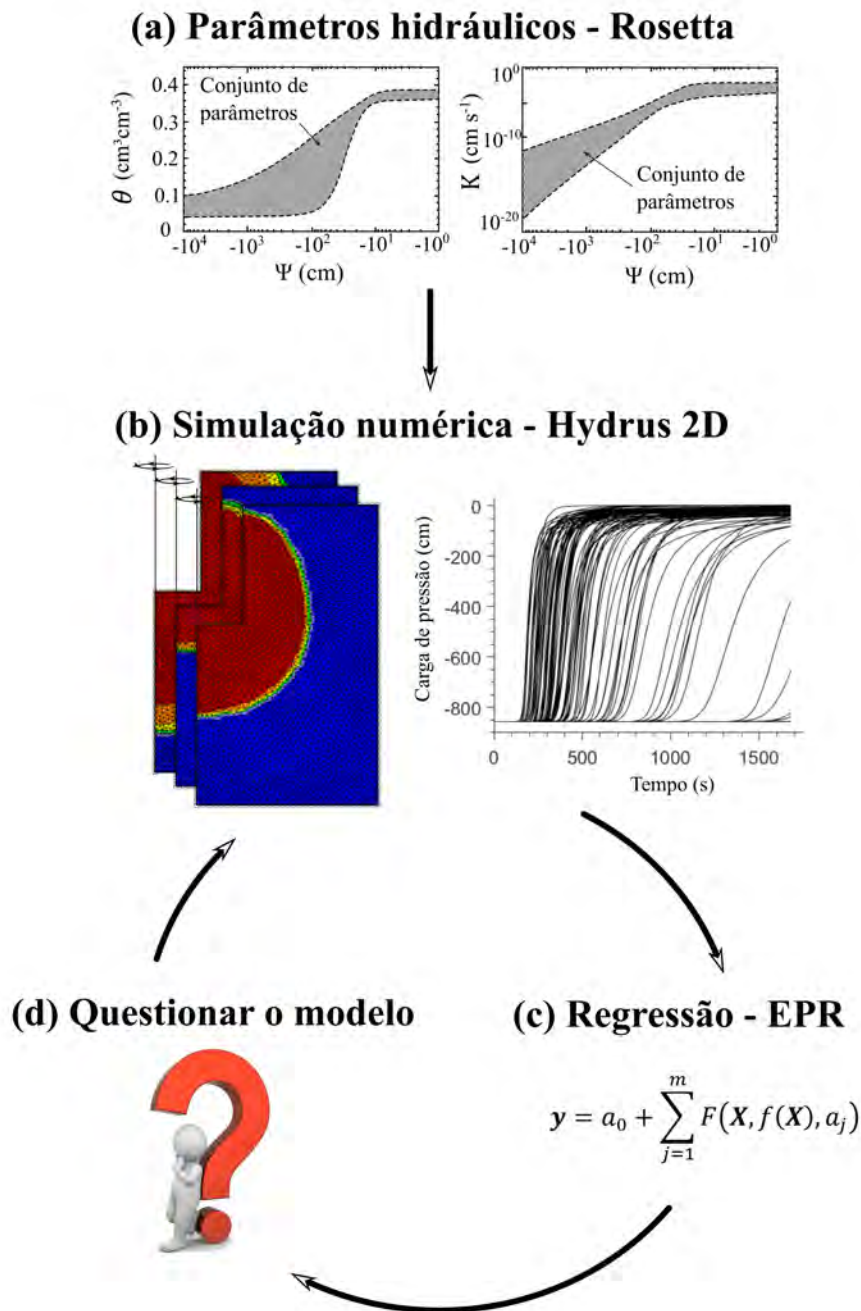 (a) Parâmetros hidráulicos - Rosetta
0.4
0.3
0.2
0.1
0
θ (cm³cm⁻³)
Conjunto de
parâmetros
-10⁴ -10³ -10² -10¹ -10⁰
Ψ (cm)
10⁰
10⁻¹⁰
10⁻²⁰
K (cm s⁻¹)
Conjunto de
parâmetros
-10⁴ -10³ -10² -10¹ -10⁰
Ψ (cm)
(b) Simulação numérica - Hydrus 2D
0
-200
-400
-600
-800
Carga de pressão (cm)
0 500 1000 1500
Tempo (s)
(d) Questionar o modelo
(c) Regressão - EPR
y = a₀ + ∑ᵐⱼ₌₁ F(X, f(X), aⱼ)